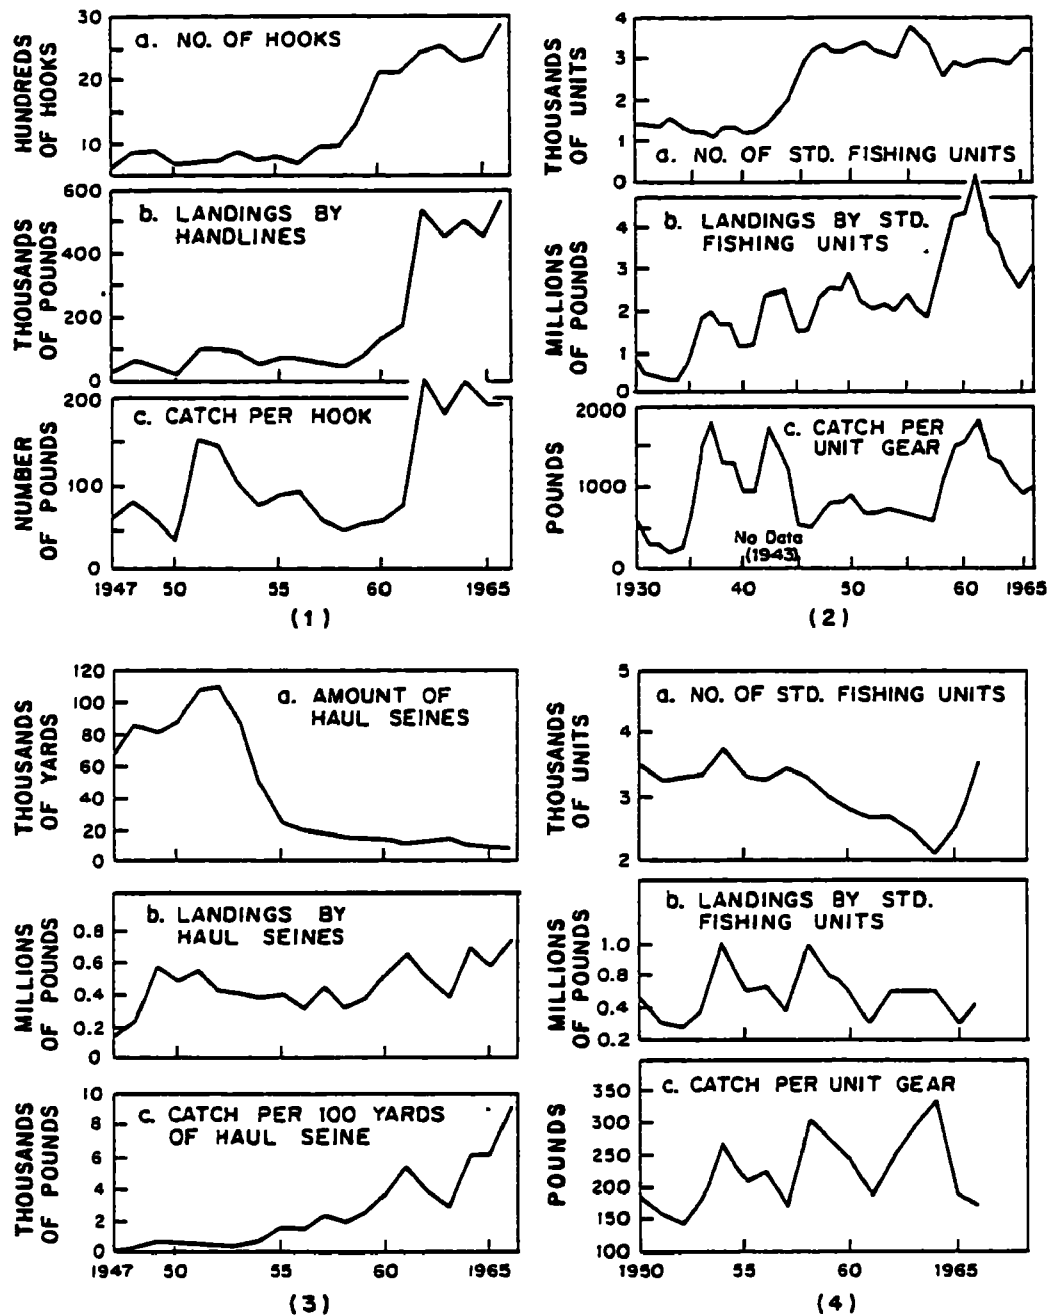 HUNDREDS
OF HOOKS
30
20
10
a. NO. OF HOOKS
THOUSANDS
OF POUNDS
600
400
200
0
b. LANDINGS BY
HANDLINES
NUMBER
OF POUNDS
200
100
0
c. CATCH PER HOOK
1947 50 55 60 1965
(1)
THOUSANDS
OF UNITS
4
3
2
1
0
a. NO. OF STD. FISHING UNITS
MILLIONS
OF POUNDS
4
3
2
1
0
b. LANDINGS BY STD.
FISHING UNITS
POUNDS
2000
1000
0
c. CATCH PER
UNIT GEAR
No Data
(1943)
1930 40 50 60 1965
(2)
THOUSANDS
OF YARDS
120
100
80
60
40
20
0
a. AMOUNT OF
HAUL SEINES
MILLIONS
OF POUNDS
0.8
0.6
0.4
0.2
0
b. LANDINGS BY
HAUL SEINES
THOUSANDS
OF POUNDS
10
8
6
4
2
0
c. CATCH PER 100 YARDS
OF HAUL SEINE
1947 50 55 60 1965
(3)
THOUSANDS
OF UNITS
5
4
3
2
a. NO. OF STD. FISHING UNITS
MILLIONS
OF POUNDS
1.0
0.8
0.4
0.2
b. LANDINGS BY STD.
FISHING UNITS
POUNDS
350
300
250
200
150
100
c. CATCH PER UNIT GEAR
1950 55 60 1965
(4)